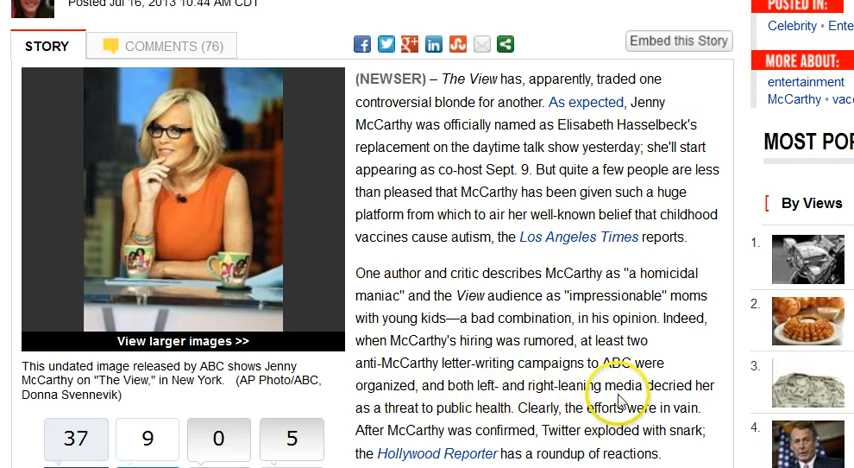 Posted Jul 16, 2013 10:44 AM CDT
STORY
COMMENTS (76)
Embed this Story
POSTED IN:
Celebrity • Ente
MORE ABOUT:
entertainment
McCarthy • vacc
MOST POP
By Views
1.
2.
3.
4.
(NEWSER) – The View has, apparently, traded one
controversial blonde for another. As expected, Jenny
McCarthy was officially named as Elisabeth Hasselbeck's
replacement on the daytime talk show yesterday; she'll start
appearing as co-host Sept. 9. But quite a few people are less
than pleased that McCarthy has been given such a huge
platform from which to air her well-known belief that childhood
vaccines cause autism, the Los Angeles Times reports.
One author and critic describes McCarthy as "a homicidal
maniac" and the View audience as "impressionable" moms
with young kids—a bad combination, in his opinion. Indeed,
when McCarthy's hiring was rumored, at least two
anti-McCarthy letter-writing campaigns to ABC were
organized, and both left- and right-leaning media decried her
as a threat to public health. Clearly, the efforts were in vain.
After McCarthy was confirmed, Twitter exploded with snark;
the Hollywood Reporter has a roundup of reactions.
View larger images >>
This undated image released by ABC shows Jenny
McCarthy on "The View," in New York. (AP Photo/ABC,
Donna Svennevik)
37
9
0
5